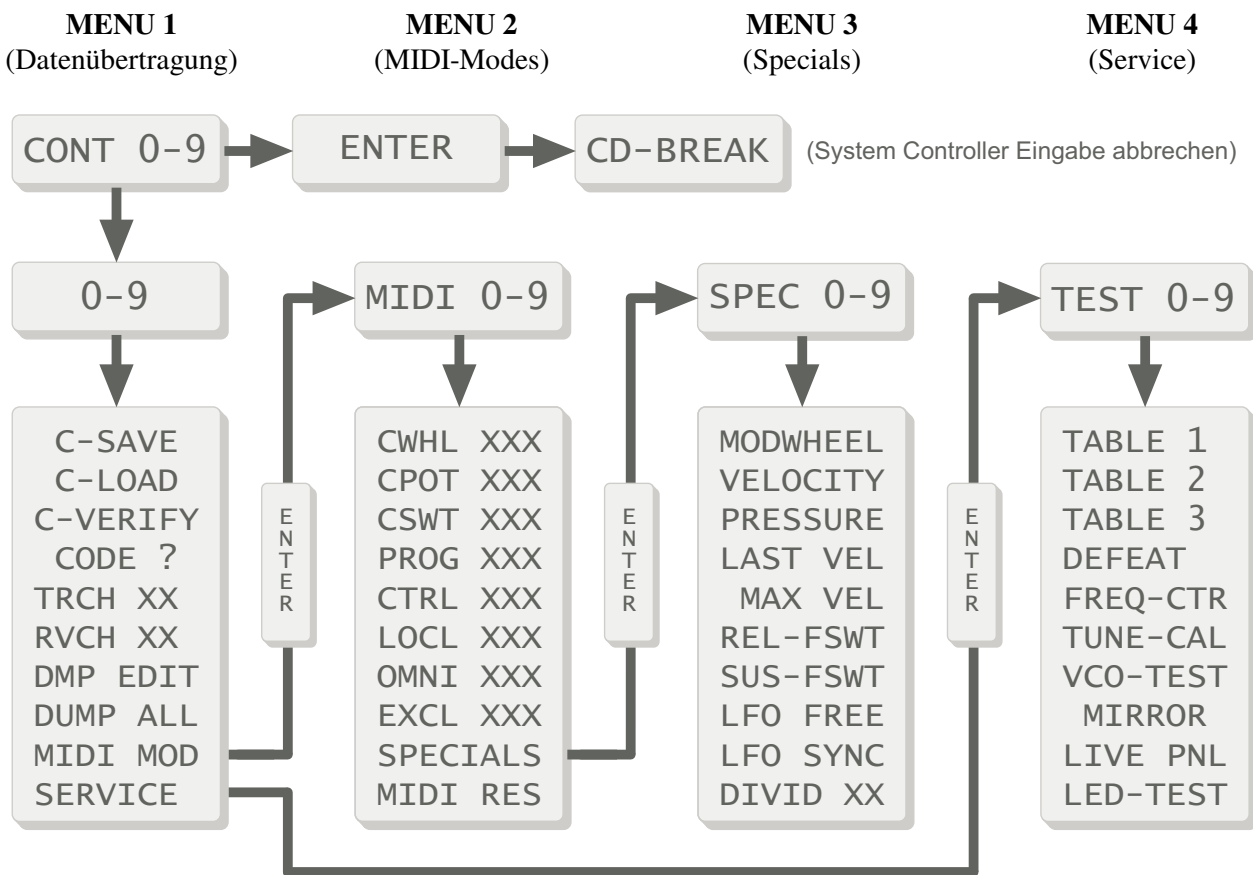 MENU 1
(Datenübertragung)
MENU 2
(MIDI-Modes)
MENU 3
(Specials)
MENU 4
(Service)
CONT 0-9
ENTER
CD-BREAK
(System Controller Eingabe abbrechen)
0-9
MIDI 0-9
SPEC 0-9
TEST 0-9
C-SAVE
C-LOAD
C-VERIFY
CODE ?
TRCH XX
RVCH XX
DMP EDIT
DUMP ALL
MIDI MOD
SERVICE
ENTER
CWHL XXX
CPOT XXX
CSWT XXX
PROG XXX
CTRL XXX
LOCL XXX
OMNI XXX
EXCL XXX
SPECIALS
MIDI RES
ENTER
MODWHEEL
VELOCITY
PRESSURE
LAST VEL
MAX VEL
REL-FSWT
SUS-FSWT
LFO FREE
LFO SYNC
DIVID XX
ENTER
TABLE 1
TABLE 2
TABLE 3
DEFEAT
FREQ-CTR
TUNE-CAL
VCO-TEST
MIRROR
LIVE PNL
LED-TEST